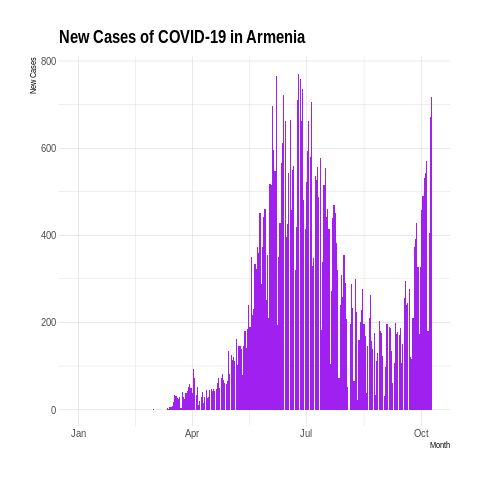 New Cases of COVID-19 in Armenia
New Cases
800
600
400
200
0
Jan Apr Jul Oct
Month